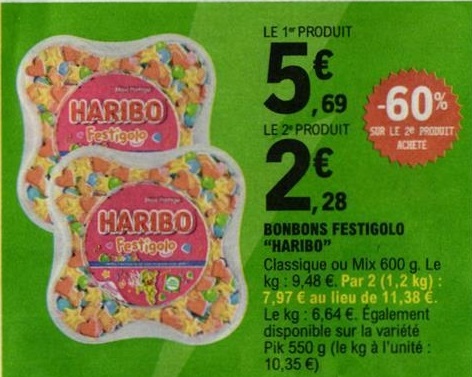 LE 1er PRODUIT
5€,69
LE 2e PRODUIT
2€,28
-60%
SUR LE 2e PRODUIT
ACHETÉ
HARIBO
Festigolo
HARIBO
Festigolo
BONBONS FESTIGOLO
"HARIBO"
Classique ou Mix 600 g. Le
kg : 9,48 €. Par 2 (1,2 kg) :
7,97 € au lieu de 11,38 €.
Le kg : 6,64 €. Également
disponible sur la variété
Pik 550 g (le kg à l'unité :
10,35 €)